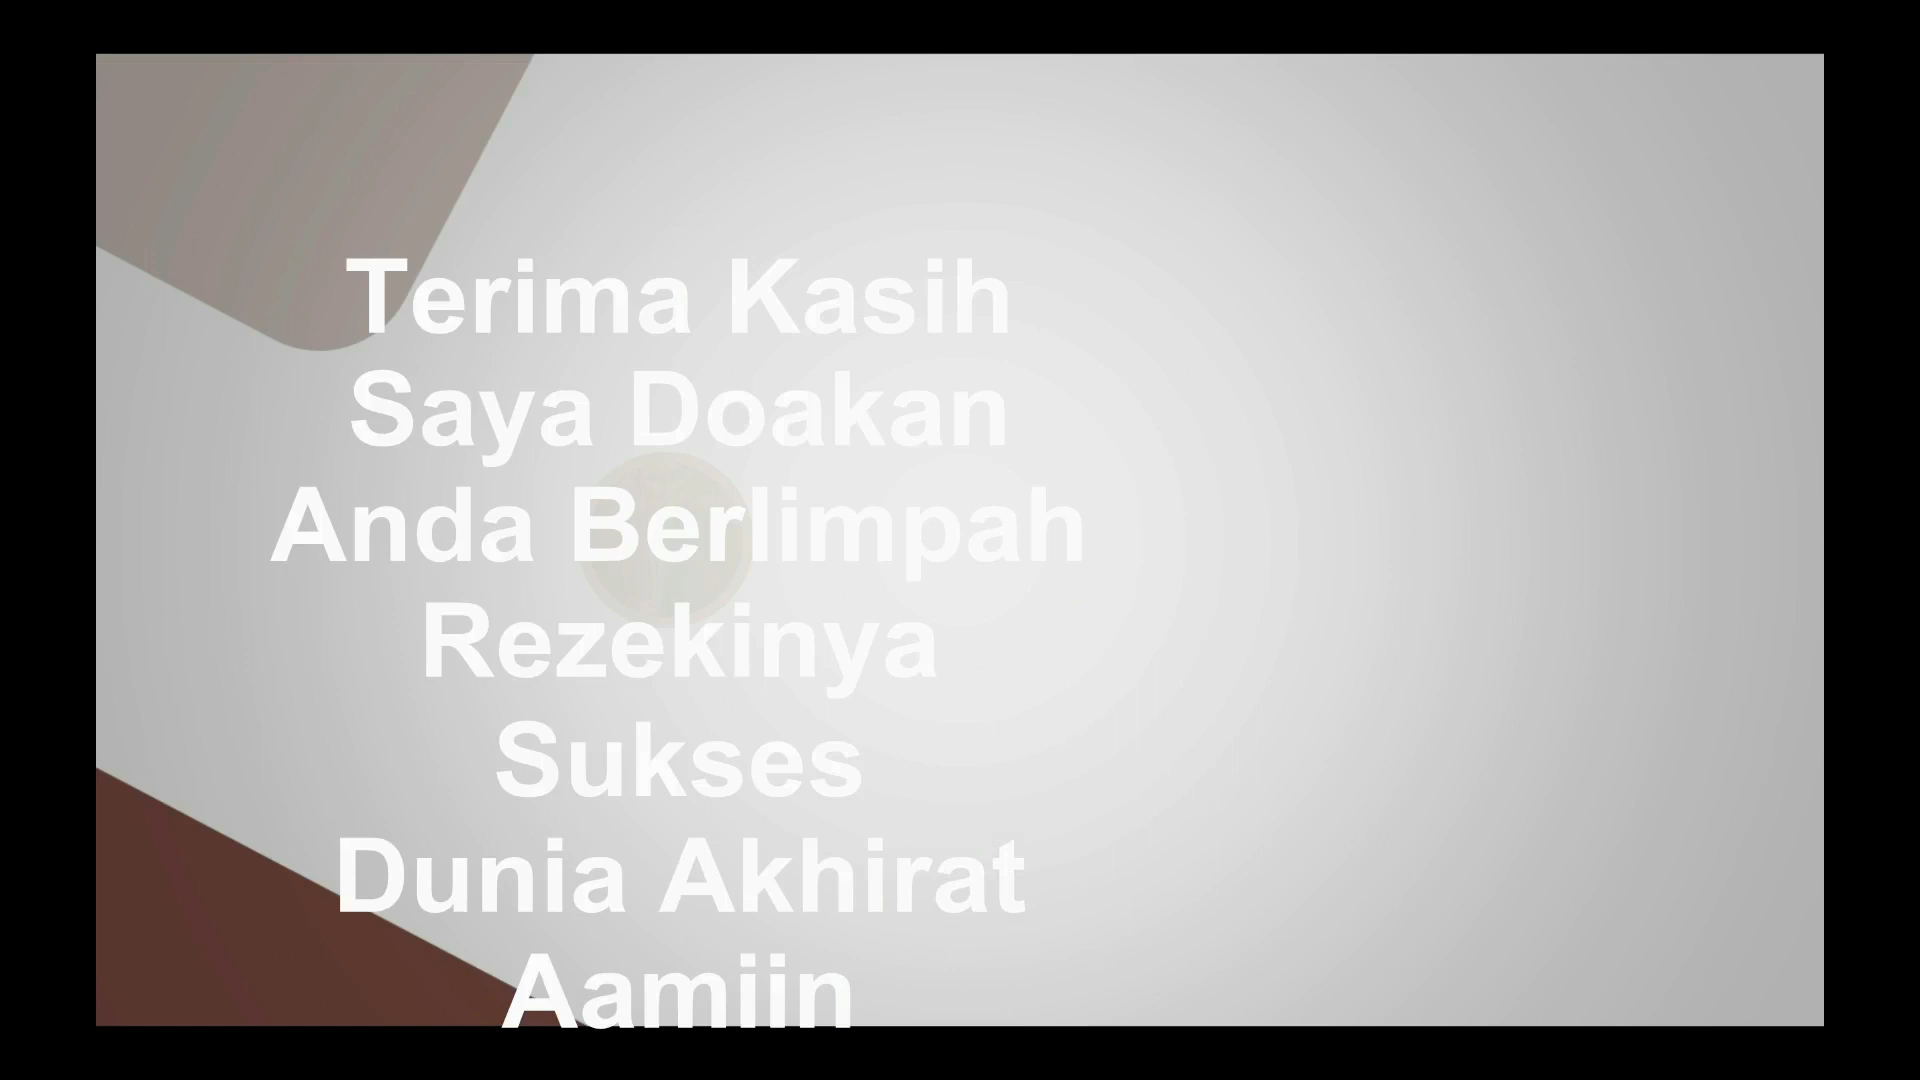 Terima Kasih
Saya Doakan
Anda Berlimpah
Rezekinya
Sukses
Dunia Akhirat
Aamiin